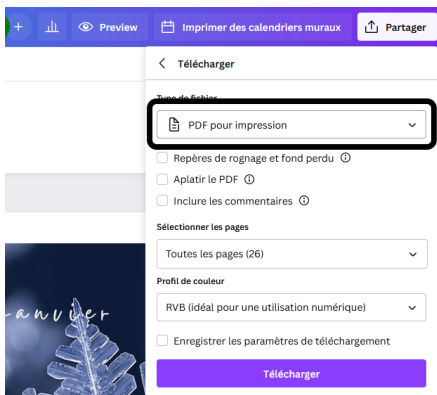 + Preview Imprimer des calendriers muraux Partager
Télécharger
Type de fichier
PDF pour impression
Repères de rognage et fond perdu
Aplatir le PDF
Inclure les commentaires
Sélectionner les pages
Toutes les pages (26)
Profil de couleur
RVB (idéal pour une utilisation numérique)
anvier
Enregistrer les paramètres de téléchargement
Télécharger